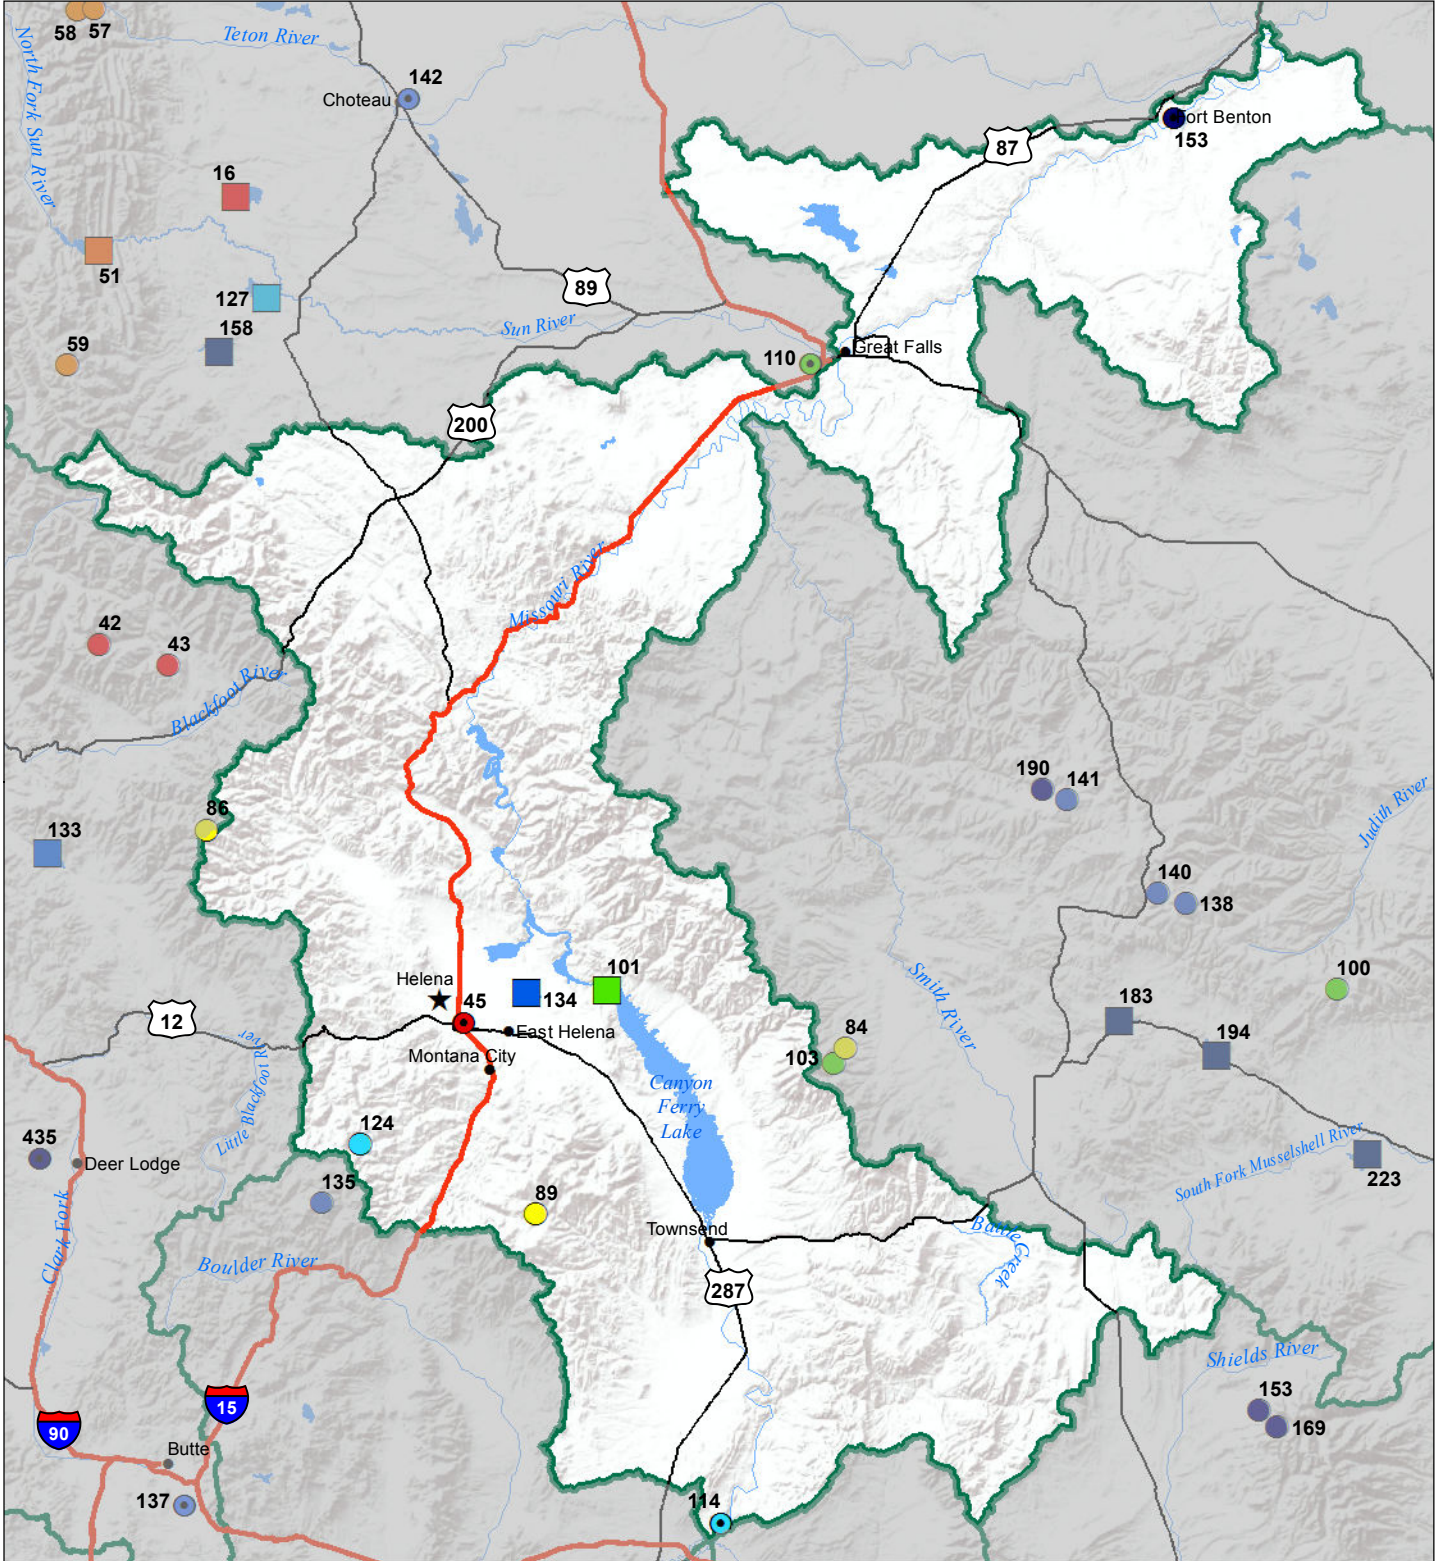 58 57
Teton River
142
Choteau
North Fork Sun River
Fort Benton
153
87
16
51
127
89
158
Sun River
59
110
Great Falls
200
Missouri River
42
43
Blackfoot River
190
141
86
133
Judith River
140
138
Helena
101
134
45
Smith River
100
183
12
East Helena
84
194
Montana City
103
Little Blackfoot River
Canyon
Ferry
Lake
124
435
Deer Lodge
South Fork Musselshell River
223
135
89
Clark Fork
Townsend
Battle Creek
Boulder River
287
Shields River
15
153
90
169
Butte
137
114